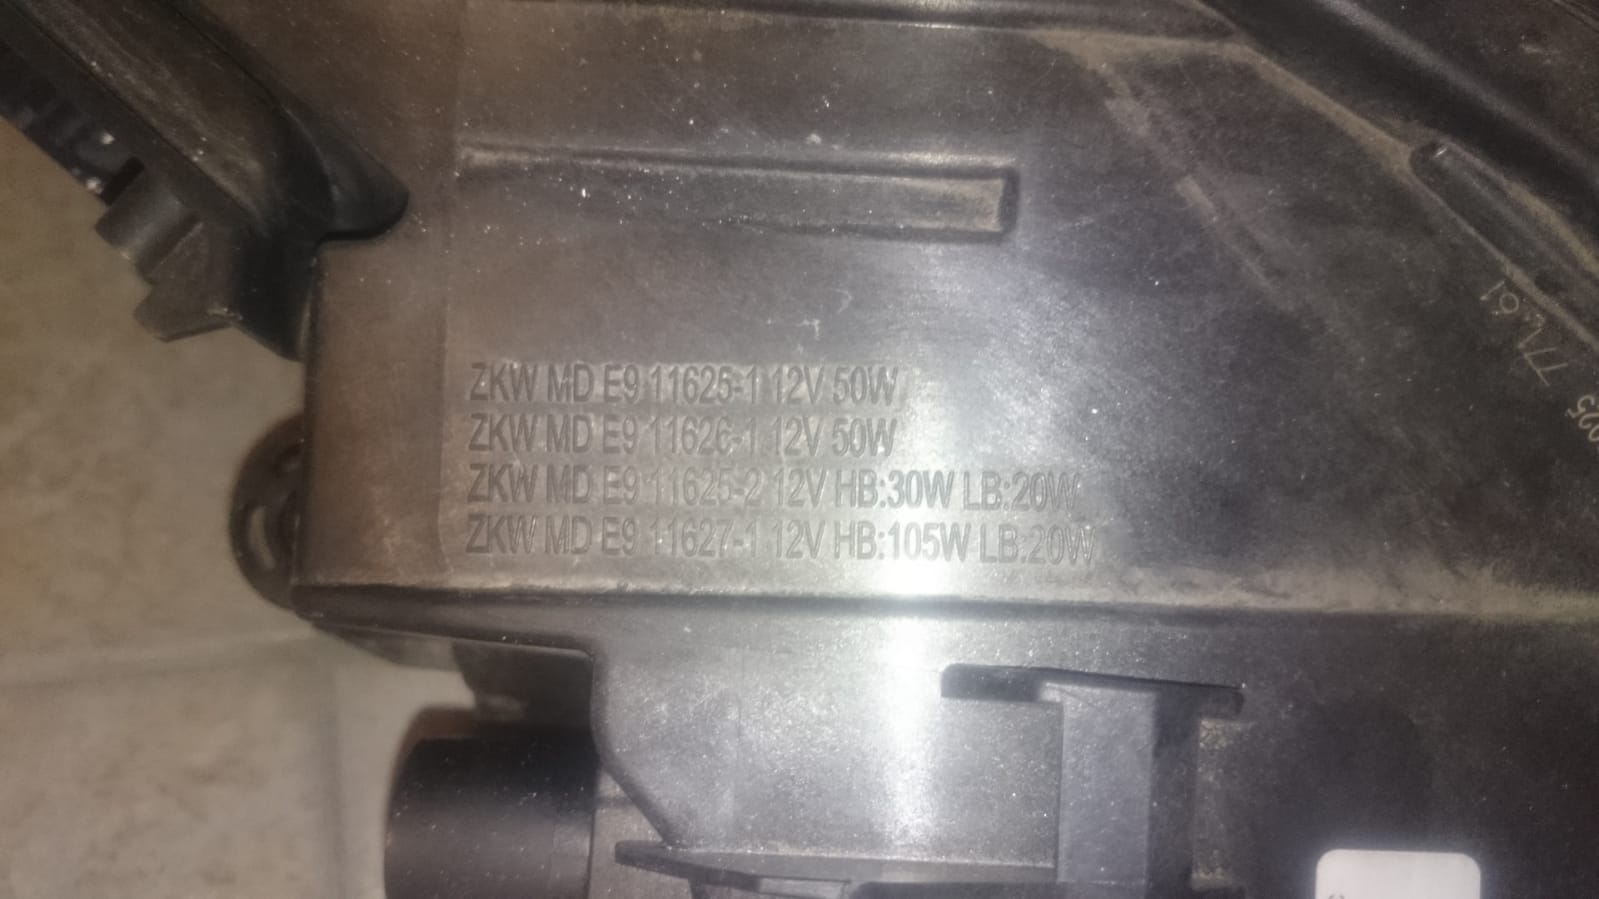 ZKW MD E9 11625-1 12V 50W
ZKW MD E9 11626-1 12V 50W
ZKW MD E9 11625-2 12V HB:30W LB:20W
ZKW MD E9 11627-1 12V HB:105W LB:20W